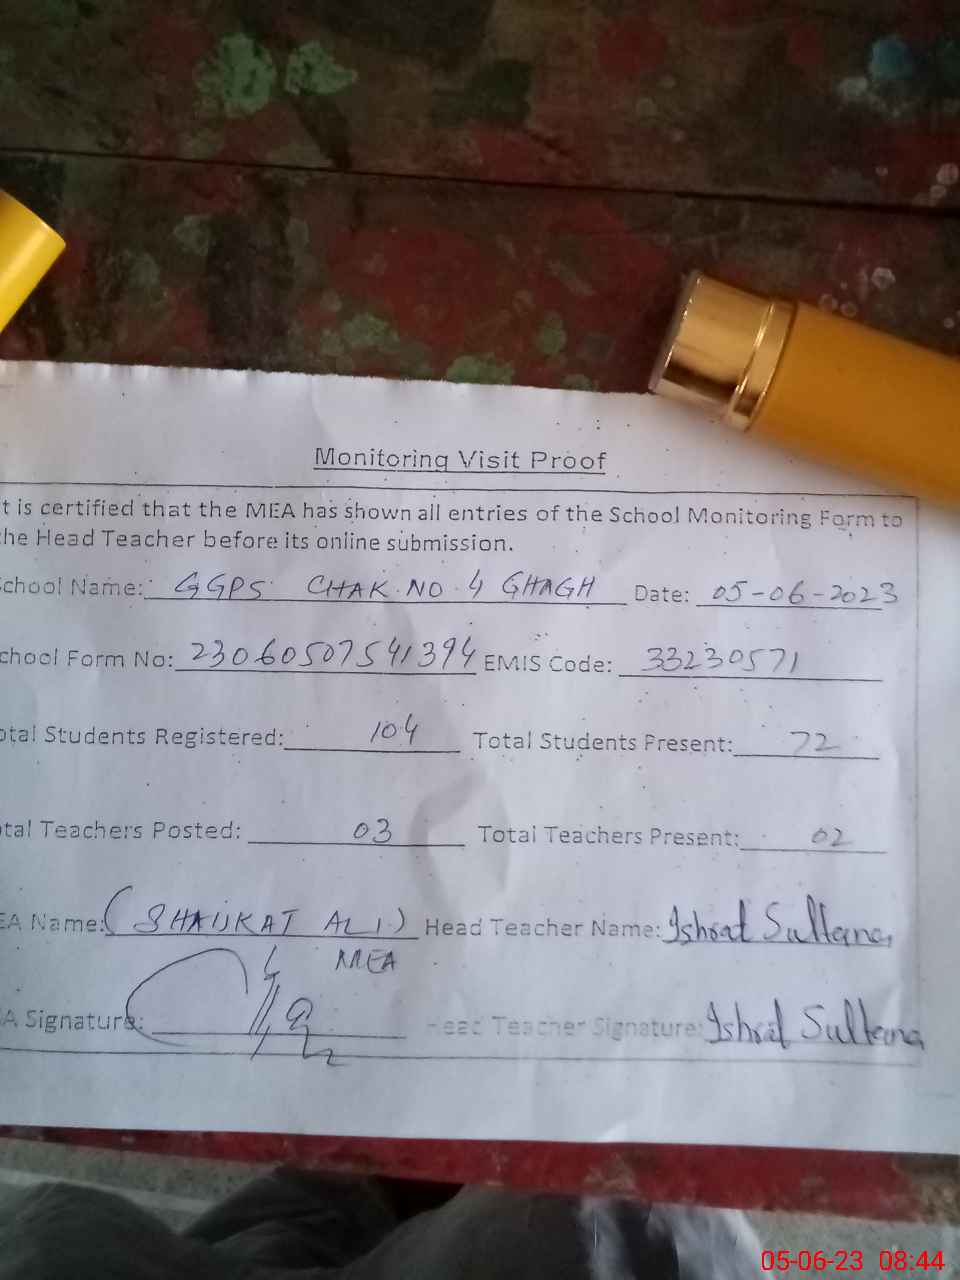 Monitoring Visit Proof
t is certified that the MEA has shown all entries of the School Monitoring Form to
he Head Teacher before its online submission.
chool Name: GGPS CHAK NO. 4 GHAGH Date: 05-06-2023
chool Form No: 23060507541394 EMIS Code: 33230571
otal Students Registered: 104 Total Students Present: 72
tal Teachers Posted: 03 Total Teachers Present: 02
EA Name: (SHAUKAT ALI) Head Teacher Name: Ishrat Sultana
MEA
A Signature: Head Teacher Signature: Ishrat Sultana
05-06-23 08:44